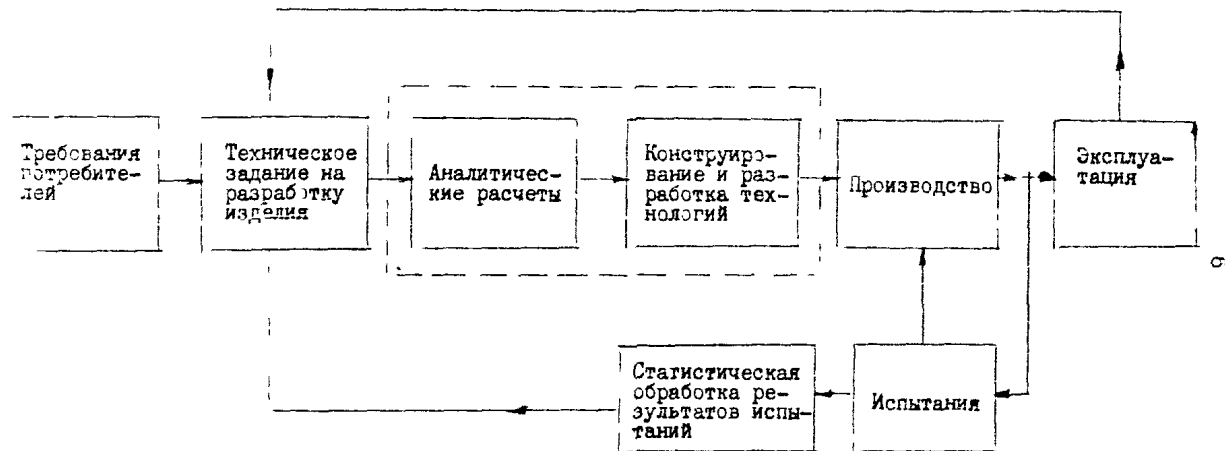 Требования
потребите-
лей
Техническое
задание на
разработку
изделия
Аналитичес-
кие расчеты
Конструиро-
вание и раз-
работка тех-
нологий
Производство
Эксплуа-
тация
Статистическая
обработка ре-
зультатов испы-
таний
Испытания